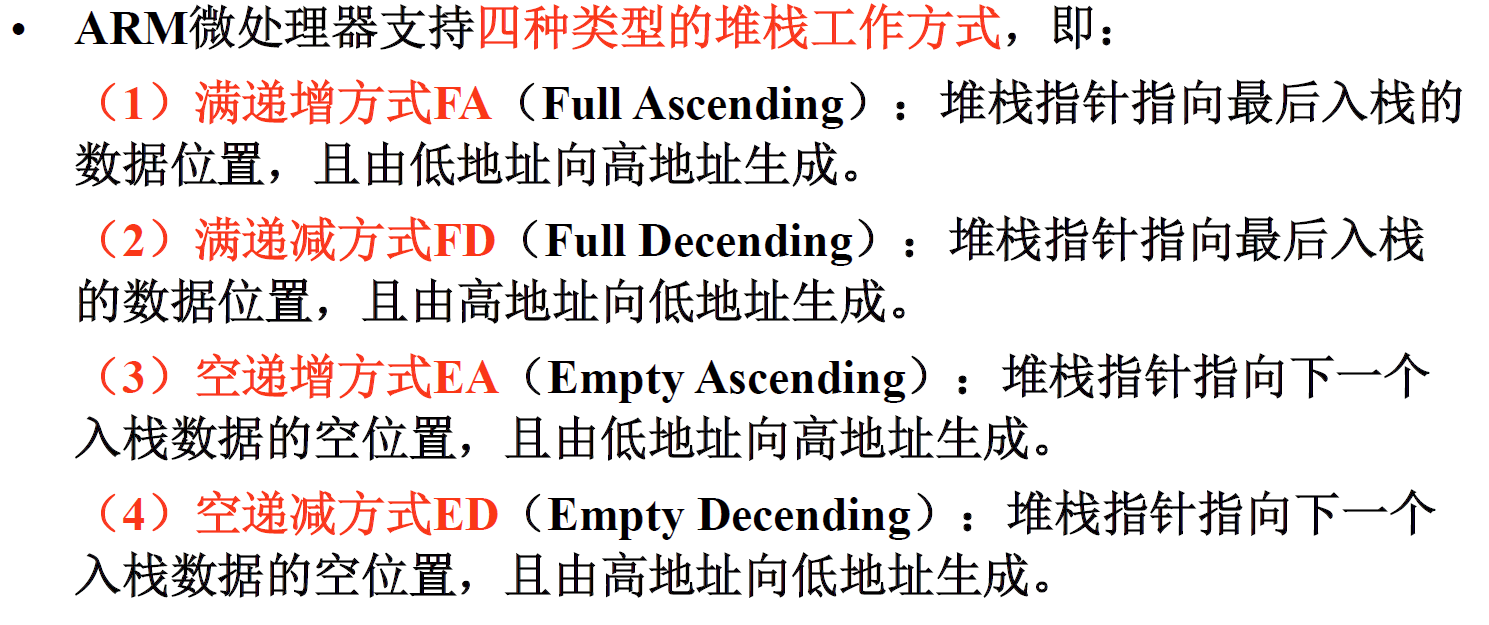 • ARM微处理器支持四种类型的堆栈工作方式，即：
（1）满递增方式FA（Full Ascending）：堆栈指针指向最后入栈的
数据位置，且由低地址向高地址生成。
（2）满递减方式FD（Full Decending）：堆栈指针指向最后入栈
的数据位置，且由高地址向低地址生成。
（3）空递增方式EA（Empty Ascending）：堆栈指针指向下一个
入栈数据的空位置，且由低地址向高地址生成。
（4）空递减方式ED（Empty Decending）：堆栈指针指向下一个
入栈数据的空位置，且由高地址向低地址生成。